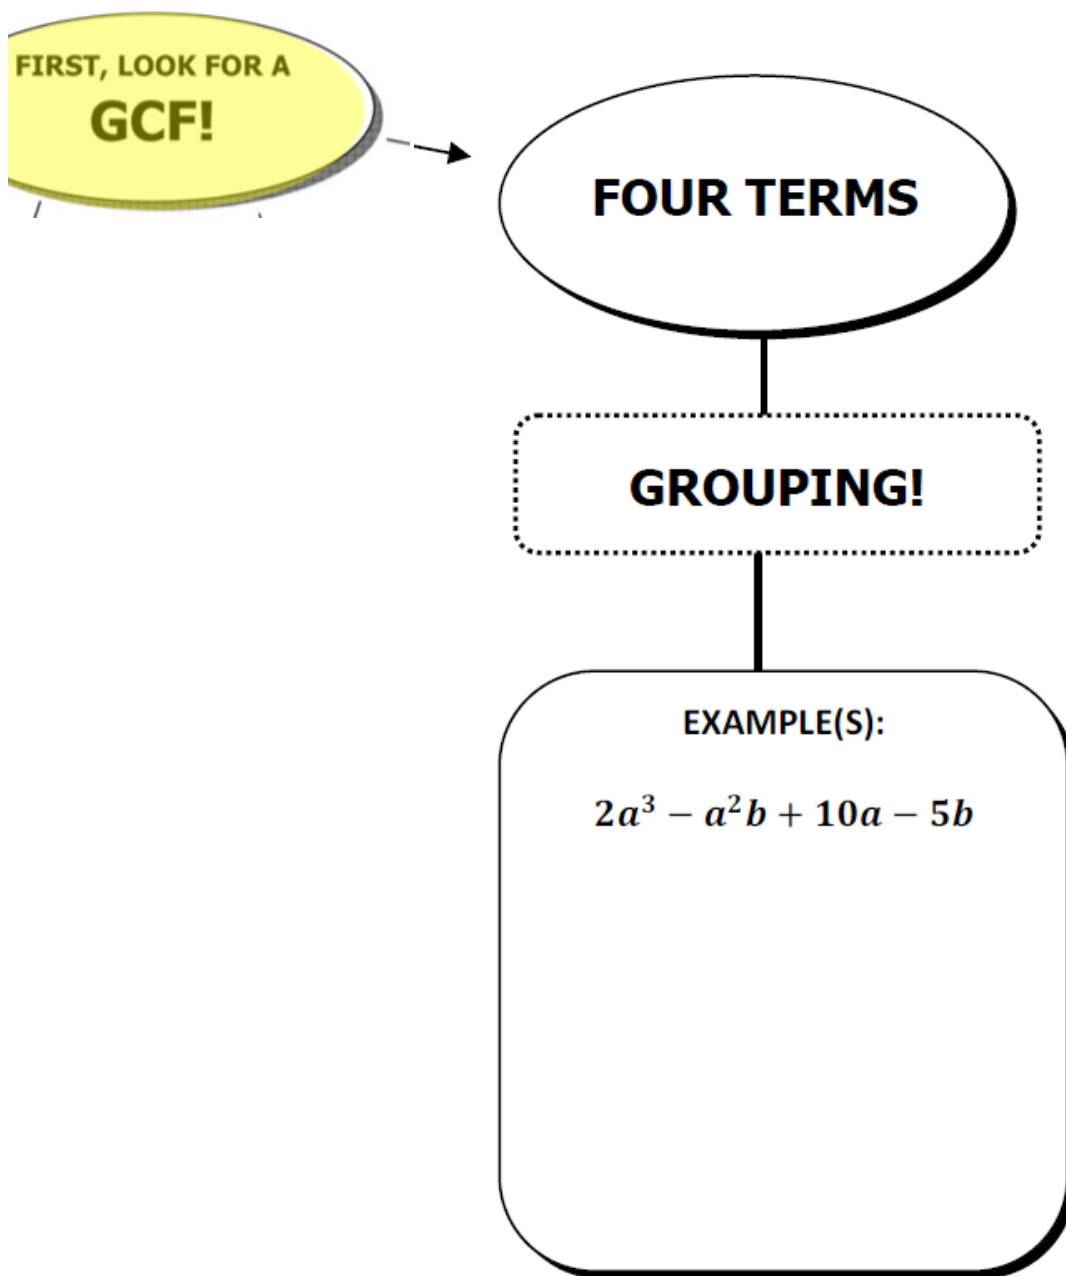 FIRST, LOOK FOR A
GCF!
FOUR TERMS
GROUPING!
EXAMPLE(S):
2a³ − a²b + 10a − 5b